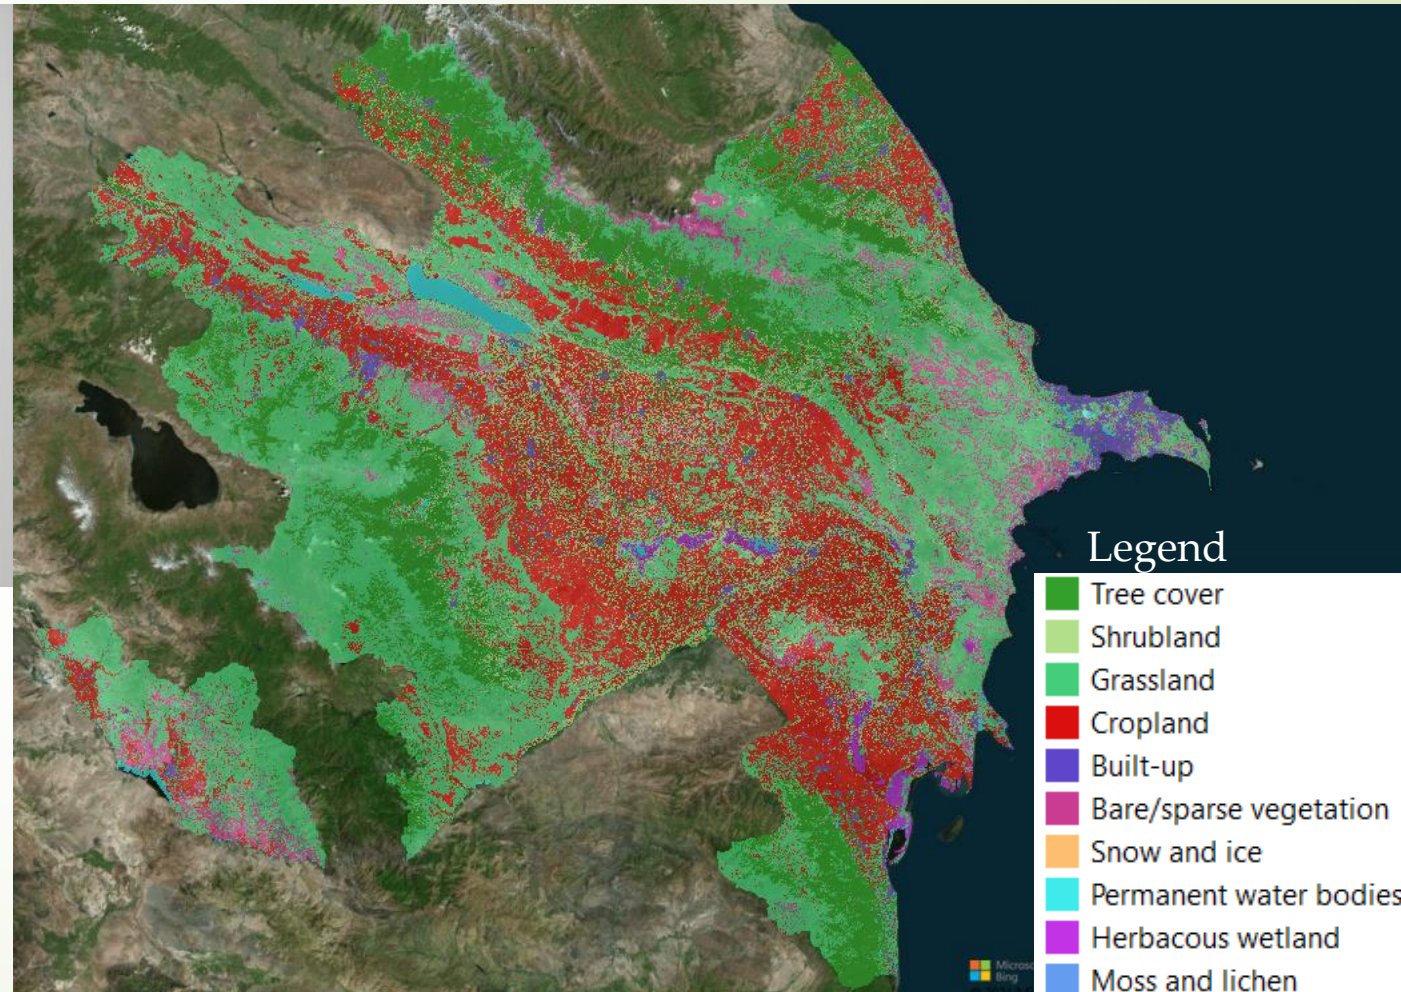 Legend
Tree cover
Shrubland
Grassland
Cropland
Built-up
Bare/sparse vegetation
Snow and ice
Permanent water bodies
Herbacous wetland
Moss and lichen
Bing